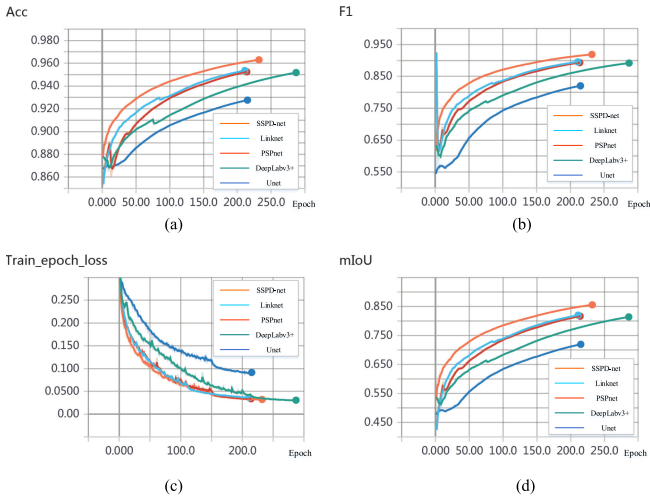 Acc
0.980
0.960
0.940
0.920
0.900
0.880
0.860
SSPD-net
Linknet
PSPnet
DeepLabv3+
Unet
0.000 50.00 100.0 150.0 200.0 250.0 Epoch
(a)
F1
0.950
0.850
0.750
0.650
0.550
SSPD-net
Linknet
PSPnet
DeepLabv3+
Unet
0.000 50.00 100.0 150.0 200.0 250.0
Epoch
(b)
Train_epoch_loss
0.250
0.200
0.150
0.100
0.0500
0.00
SSPD-net
Linknet
PSPnet
DeepLabv3+
Unet
0.000 100.0 200.0 Epoch
(c)
mIoU
0.850
0.750
0.650
0.550
0.450
SSPD-net
Linknet
PSPnet
DeepLabv3+
Unet
0.000 50.00 100.0 150.0 200.0 250.0
Epoch
(d)